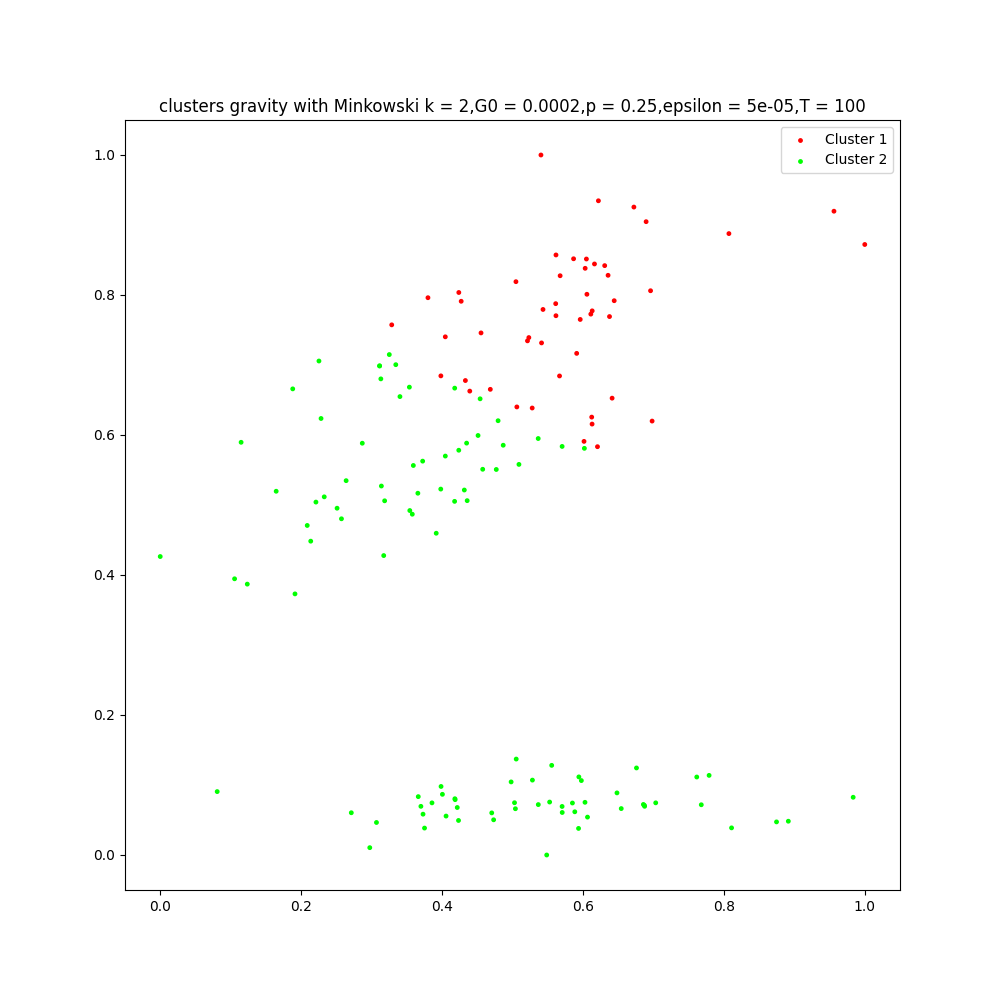 clusters gravity with Minkowski k = 2,G0 = 0.0002,p = 0.25,epsilon = 5e-05,T = 100
Cluster 1
Cluster 2
1.0
0.8
0.6
0.4
0.2
0.0
0.0 0.2 0.4 0.6 0.8 1.0